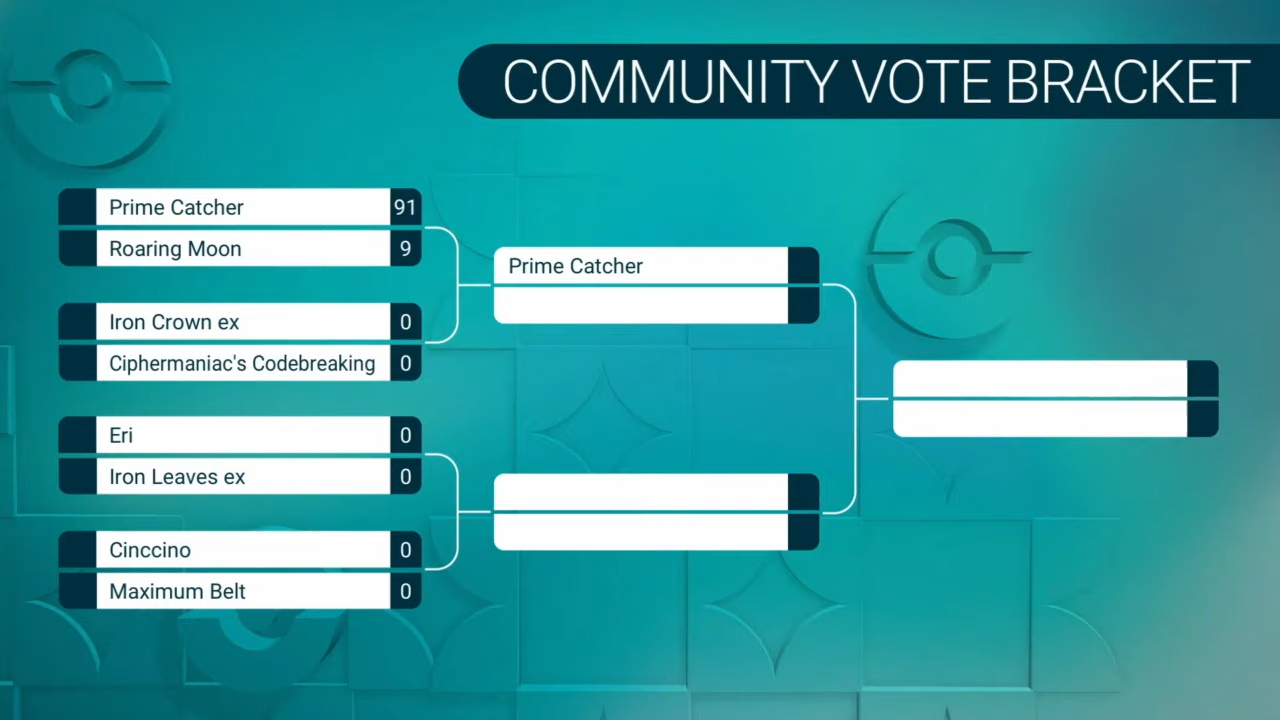 COMMUNITY VOTE BRACKET
Prime Catcher 91
Roaring Moon 9
Iron Crown ex 0
Ciphermaniac's Codebreaking 0
Eri 0
Iron Leaves ex 0
Cinccino 0
Maximum Belt 0
Prime Catcher